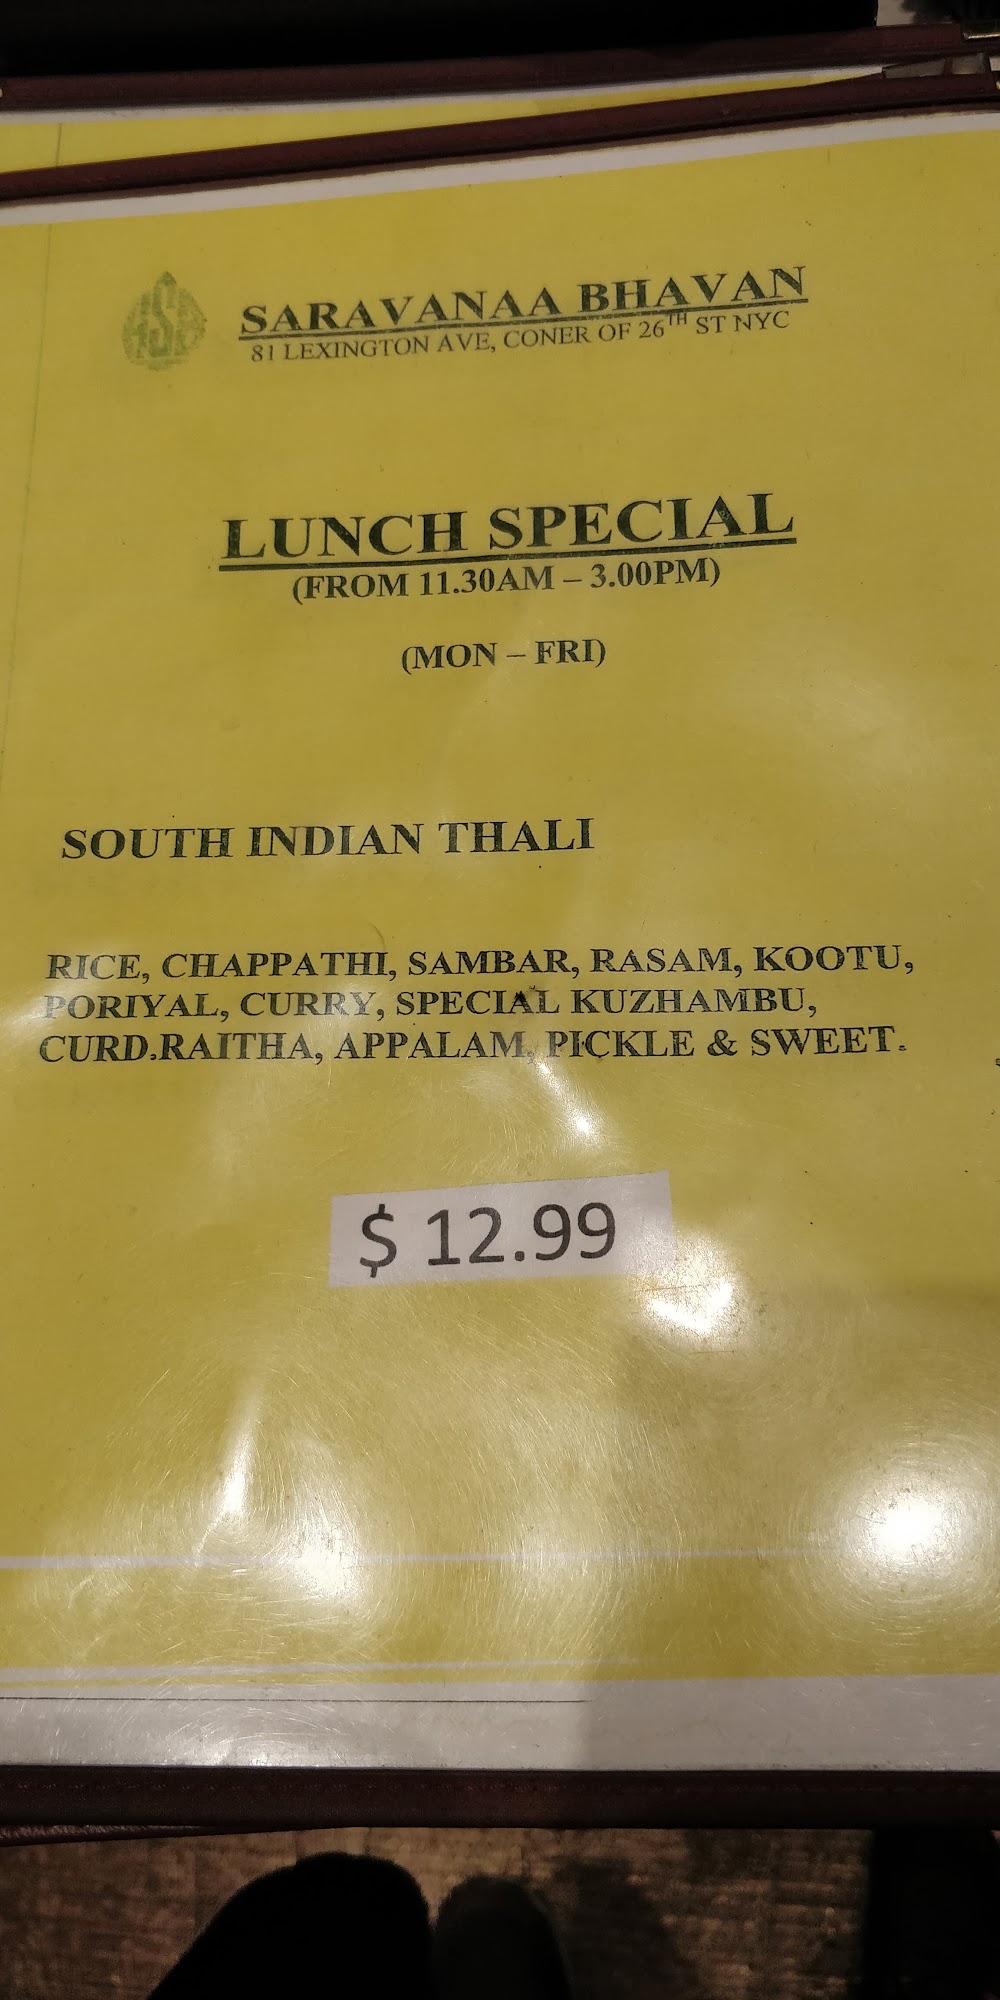 HSB
SARAVANAA BHAVAN
81 LEXINGTON AVE, CONER OF 26TH ST NYC
LUNCH SPECIAL
(FROM 11.30AM – 3.00PM)
(MON – FRI)
SOUTH INDIAN THALI
RICE, CHAPPATHI, SAMBAR, RASAM, KOOTU,
PORIYAL, CURRY, SPECIAL KUZHAMBU,
CURD.RAITHA, APPALAM, PICKLE & SWEET.
$ 12.99